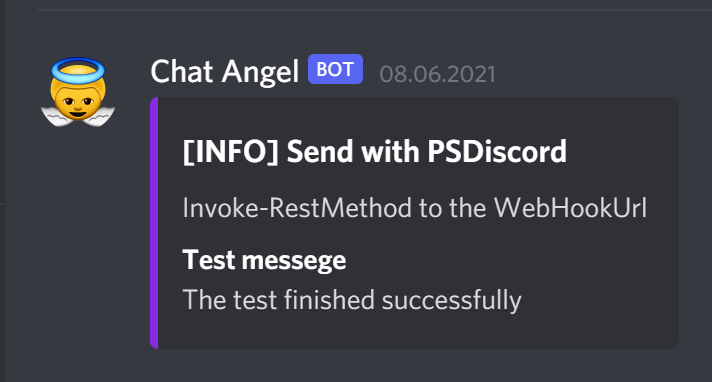 Chat Angel BOT 08.06.2021
[INFO] Send with PSDiscord
Invoke-RestMethod to the WebHookUrl
Test messege
The test finished successfully